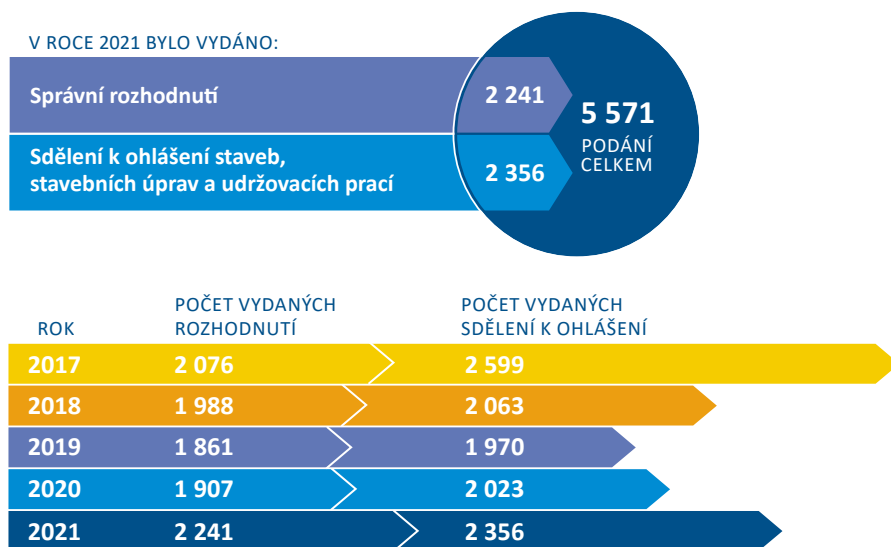 V ROCE 2021 BYLO VYDÁNO:
Správní rozhodnutí
2 241
Sdělení k ohlášení staveb,
stavebních úprav a udržovacích prací
2 356
5 571
PODÁNÍ
CELKEM
ROK
POČET VYDANÝCH
ROZHODNUTÍ
POČET VYDANÝCH
SDĚLENÍ K OHLÁŠENÍ
2017 2 076 2 599
2018 1 988 2 063
2019 1 861 1 970
2020 1 907 2 023
2021 2 241 2 356